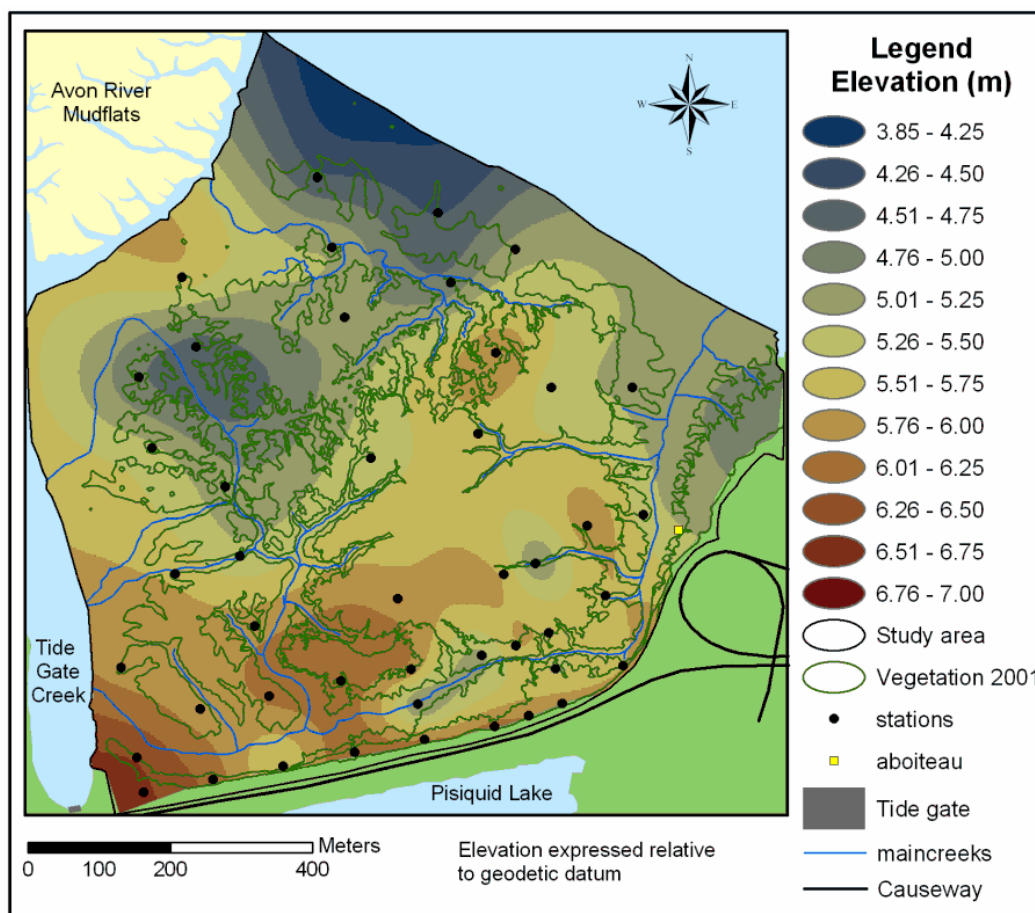 Avon River
Mudflats
N
W
E
S
Tide
Gate
Creek
Pisiquid Lake
Meters
0
100
200
400
Elevation expressed relative
to geodetic datum
Legend
Elevation (m)
3.85 - 4.25
4.26 - 4.50
4.51 - 4.75
4.76 - 5.00
5.01 - 5.25
5.26 - 5.50
5.51 - 5.75
5.76 - 6.00
6.01 - 6.25
6.26 - 6.50
6.51 - 6.75
6.76 - 7.00
Study area
Vegetation 2001
stations
aboiteau
Tide gate
maincreeks
Causeway